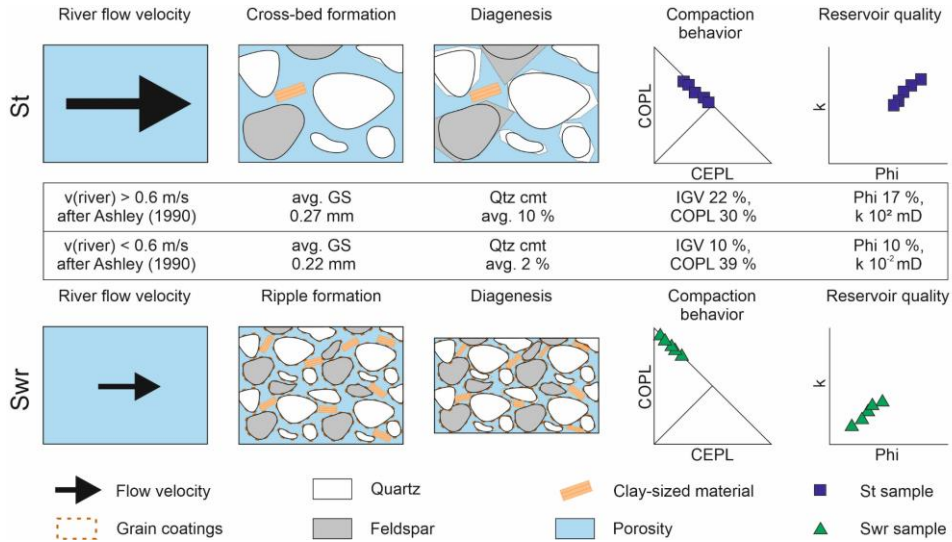 River flow velocity
Cross-bed formation
Diagenesis
Compaction
behavior
Reservoir quality
St
COPL
CEPL
k
Phi
v(river) > 0.6 m/s
after Ashley (1990)
avg. GS
0.27 mm
Qtz cmt
avg. 10 %
IGV 22 %,
COPL 30 %
Phi 17 %,
k 10² mD
v(river) < 0.6 m/s
after Ashley (1990)
avg. GS
0.22 mm
Qtz cmt
avg. 2 %
IGV 10 %
COPL 39 %
Phi 10 %,
k 10⁻² mD
River flow velocity
Ripple formation
Diagenesis
Compaction
behavior
Reservoir quality
Swr
COPL
CEPL
k
Phi
Flow velocity
Quartz
Clay-sized material
St sample
Grain coatings
Feldspar
Porosity
Swr sample